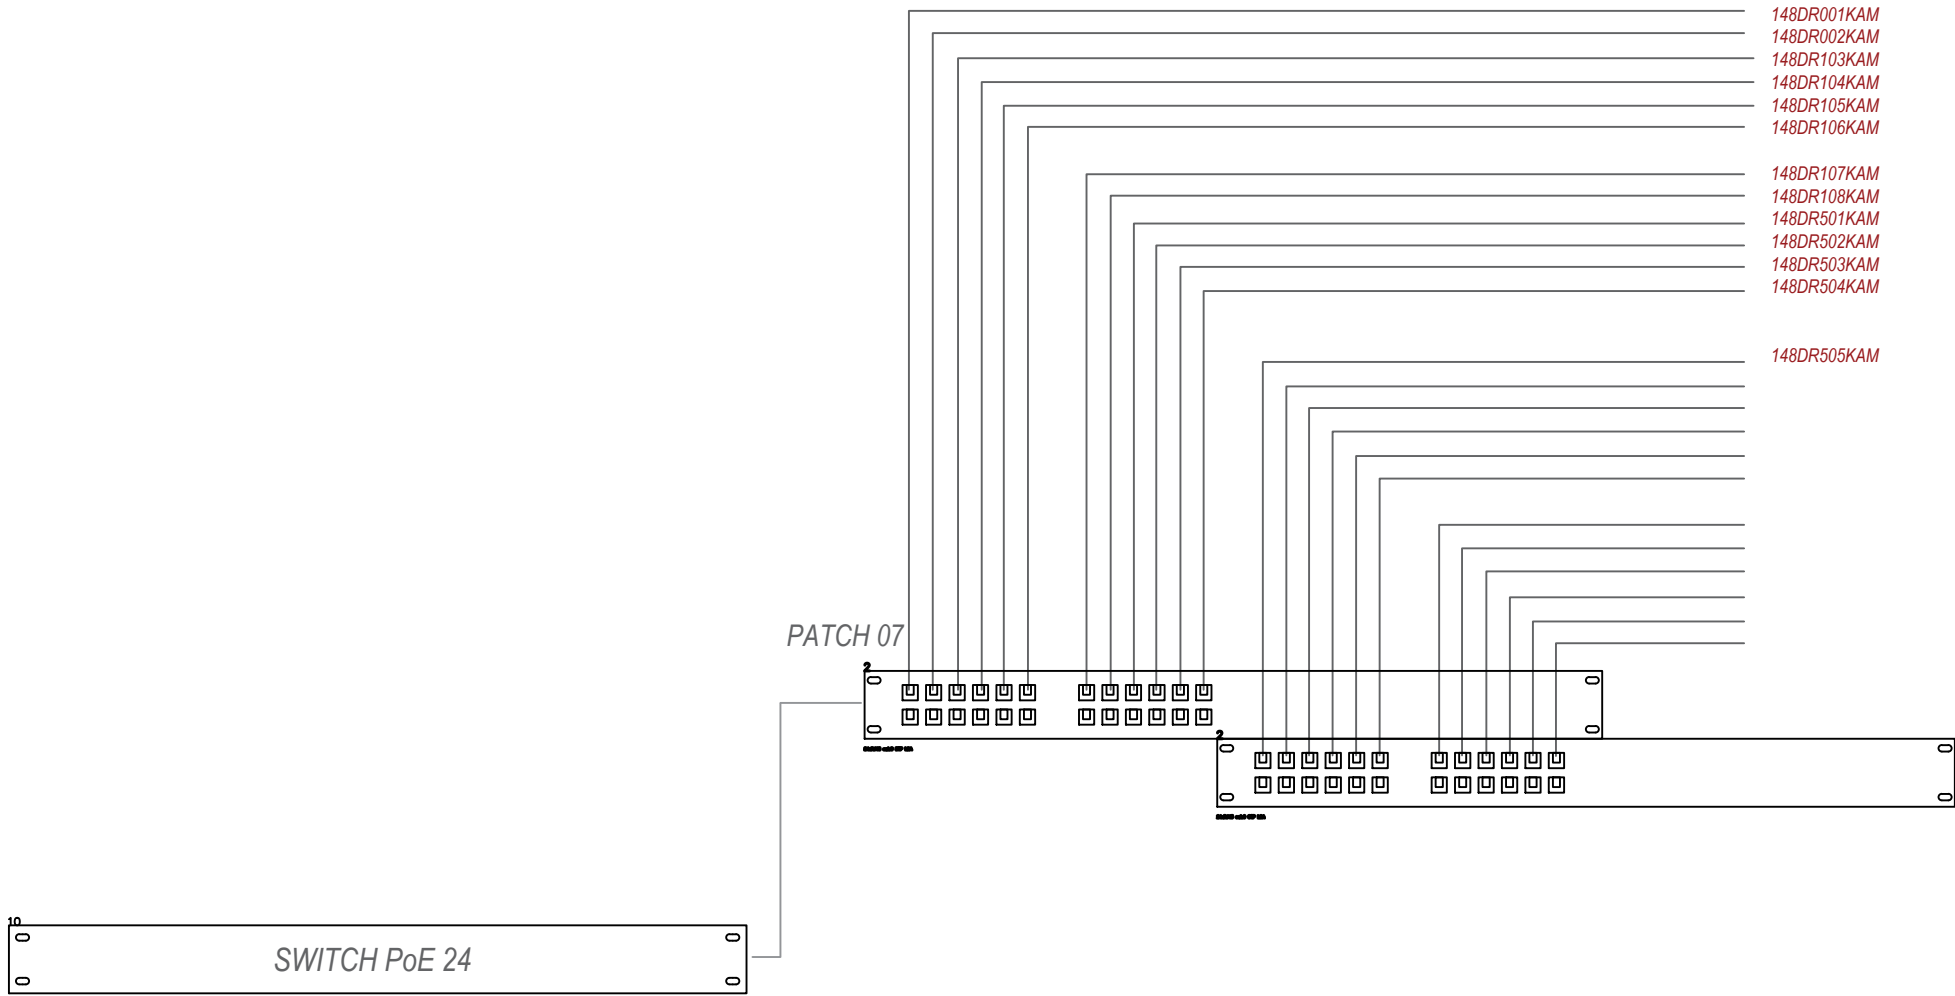 148DR001KAM
148DR002KAM
148DR103KAM
148DR104KAM
148DR105KAM
148DR106KAM
148DR107KAM
148DR108KAM
148DR501KAM
148DR502KAM
148DR503KAM
148DR504KAM
148DR505KAM
PATCH 07
2
2
10
SWITCH PoE 24